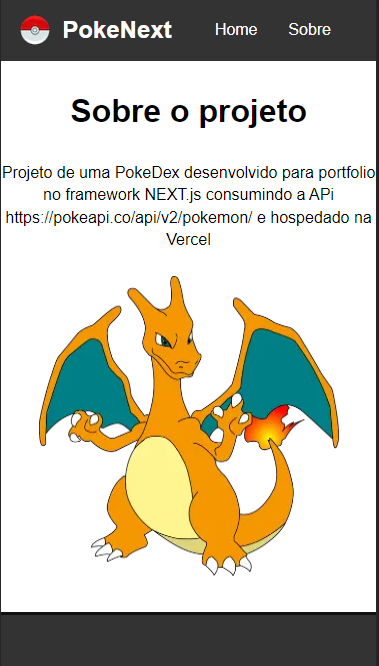 PokeNext Home Sobre
Sobre o projeto
Projeto de uma PokeDex desenvolvido para portfolio
no framework NEXT.js consumindo a APi
https://pokeapi.co/api/v2/pokemon/ e hospedado na
Vercel